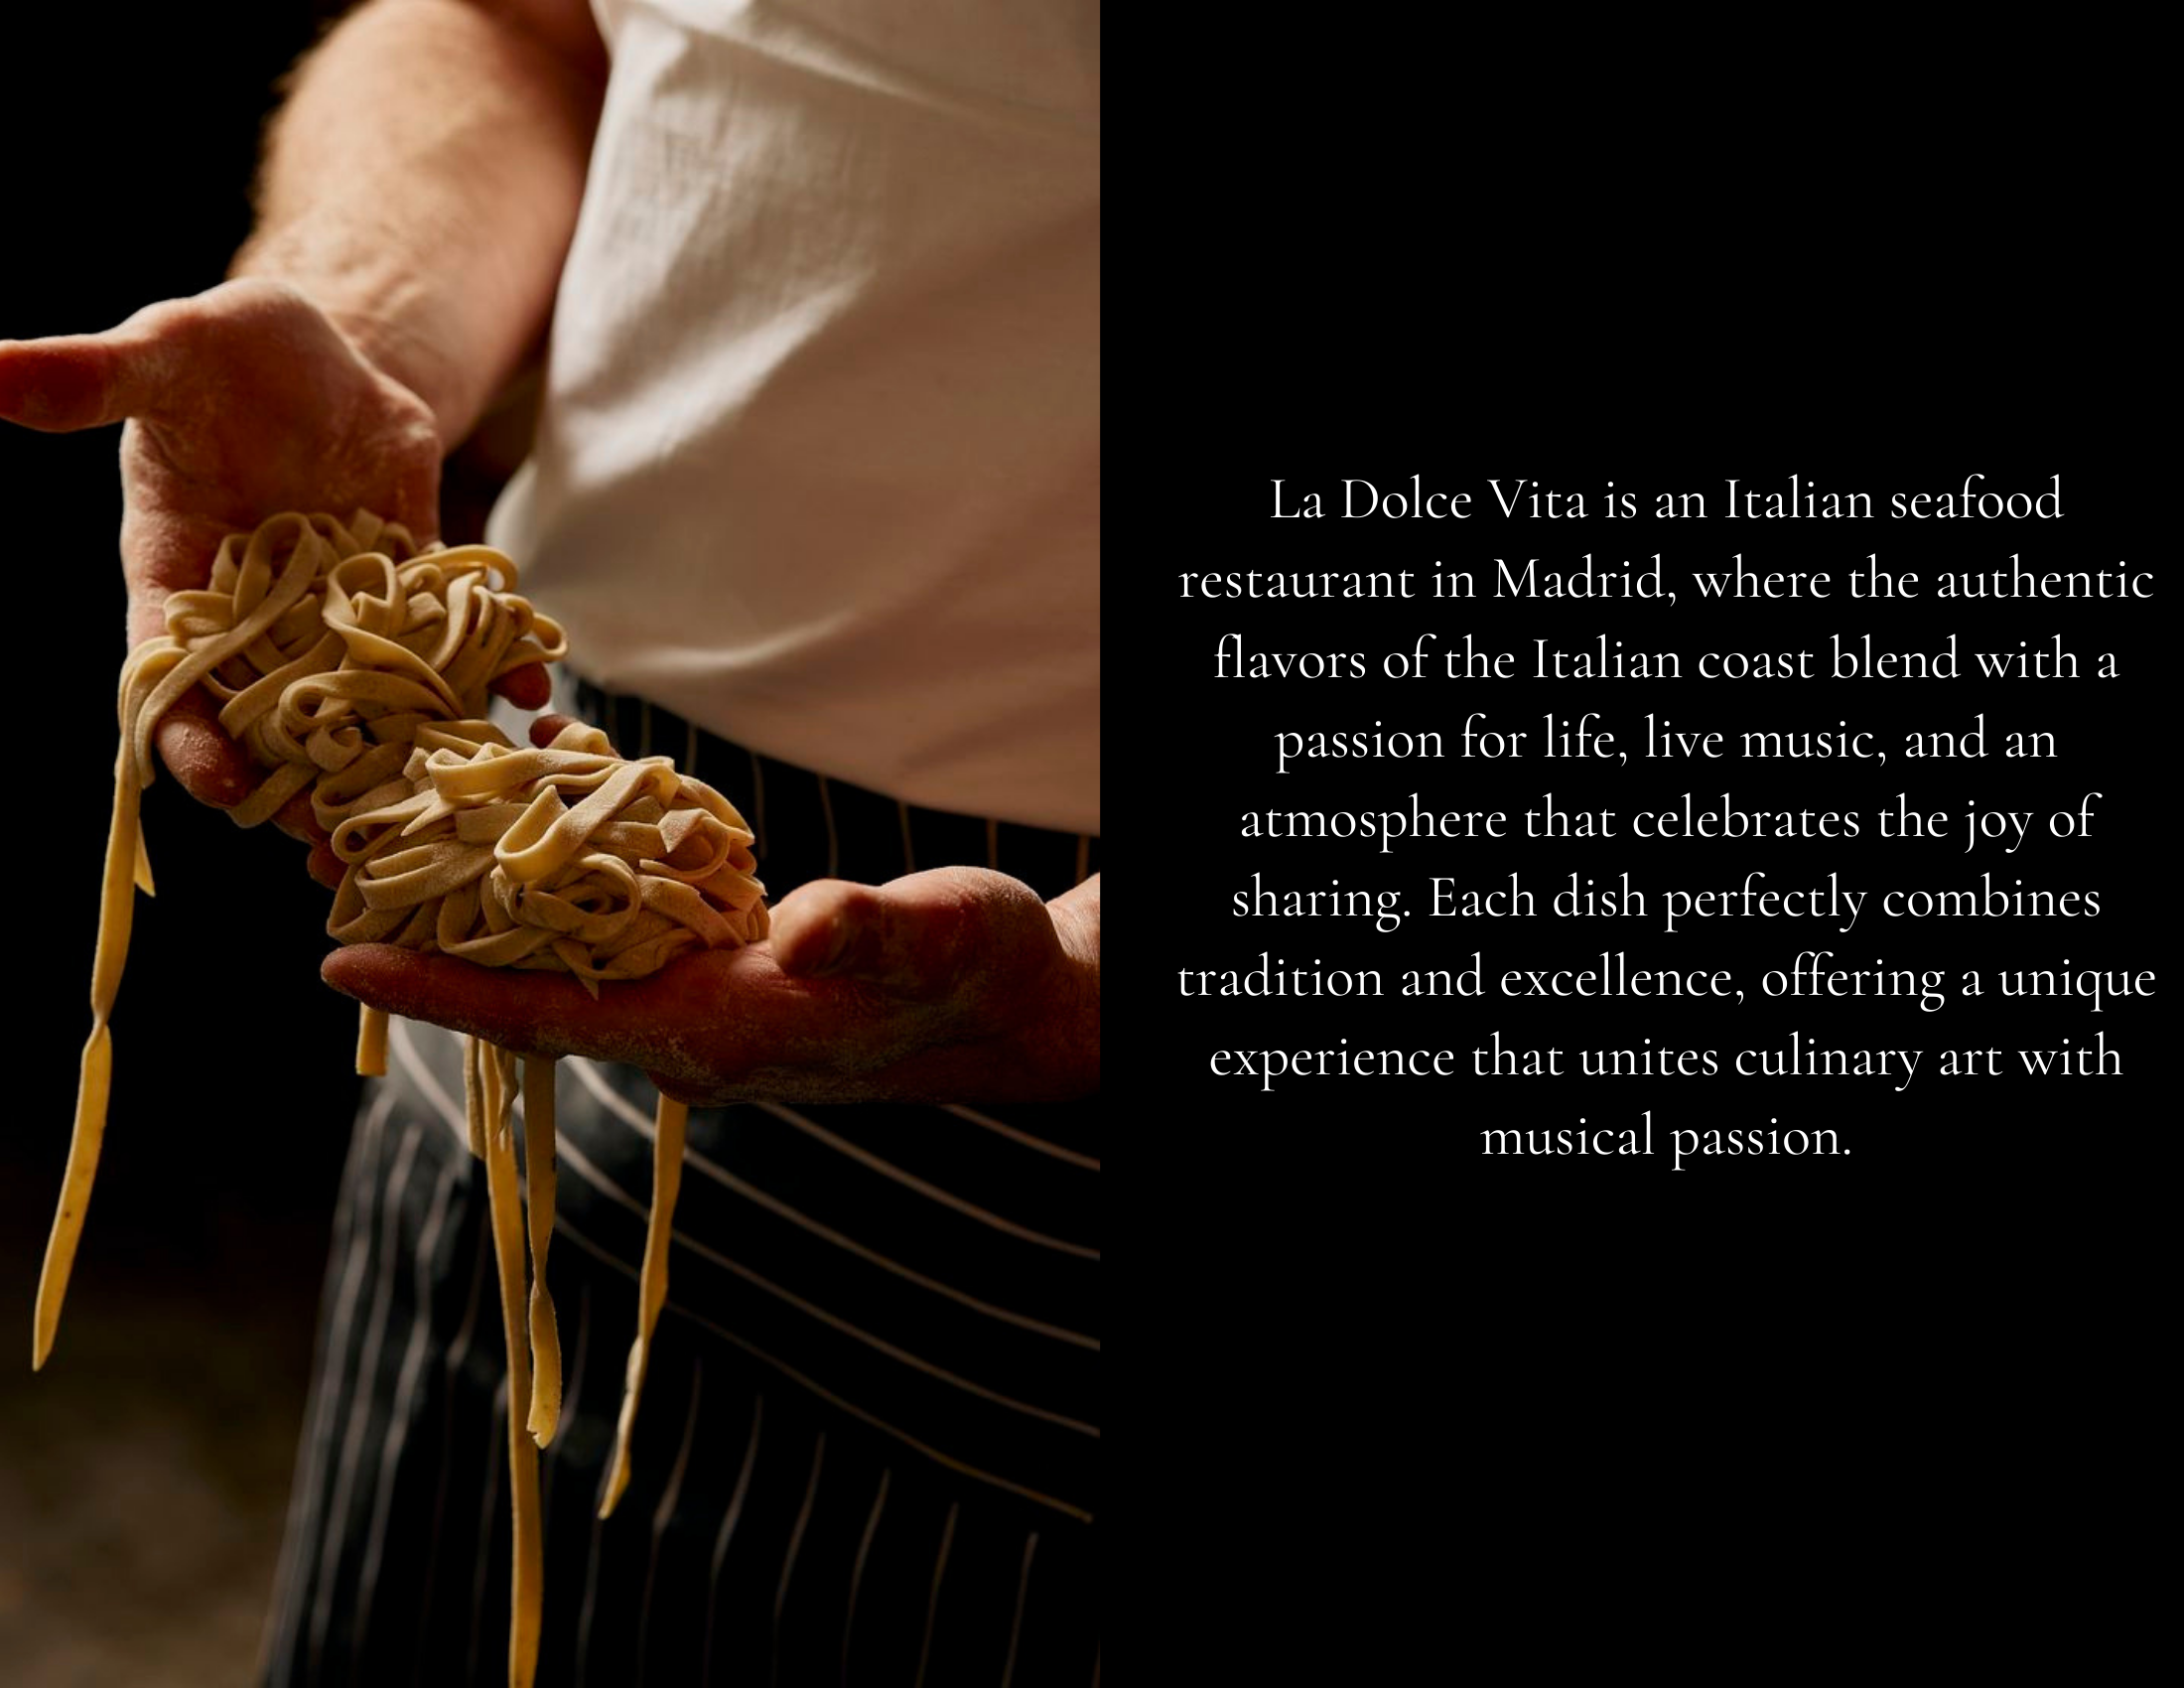 La Dolce Vita is an Italian seafood
restaurant in Madrid, where the authentic
flavors of the Italian coast blend with a
passion for life, live music, and an
atmosphere that celebrates the joy of
sharing. Each dish perfectly combines
tradition and excellence, offering a unique
experience that unites culinary art with
musical passion.